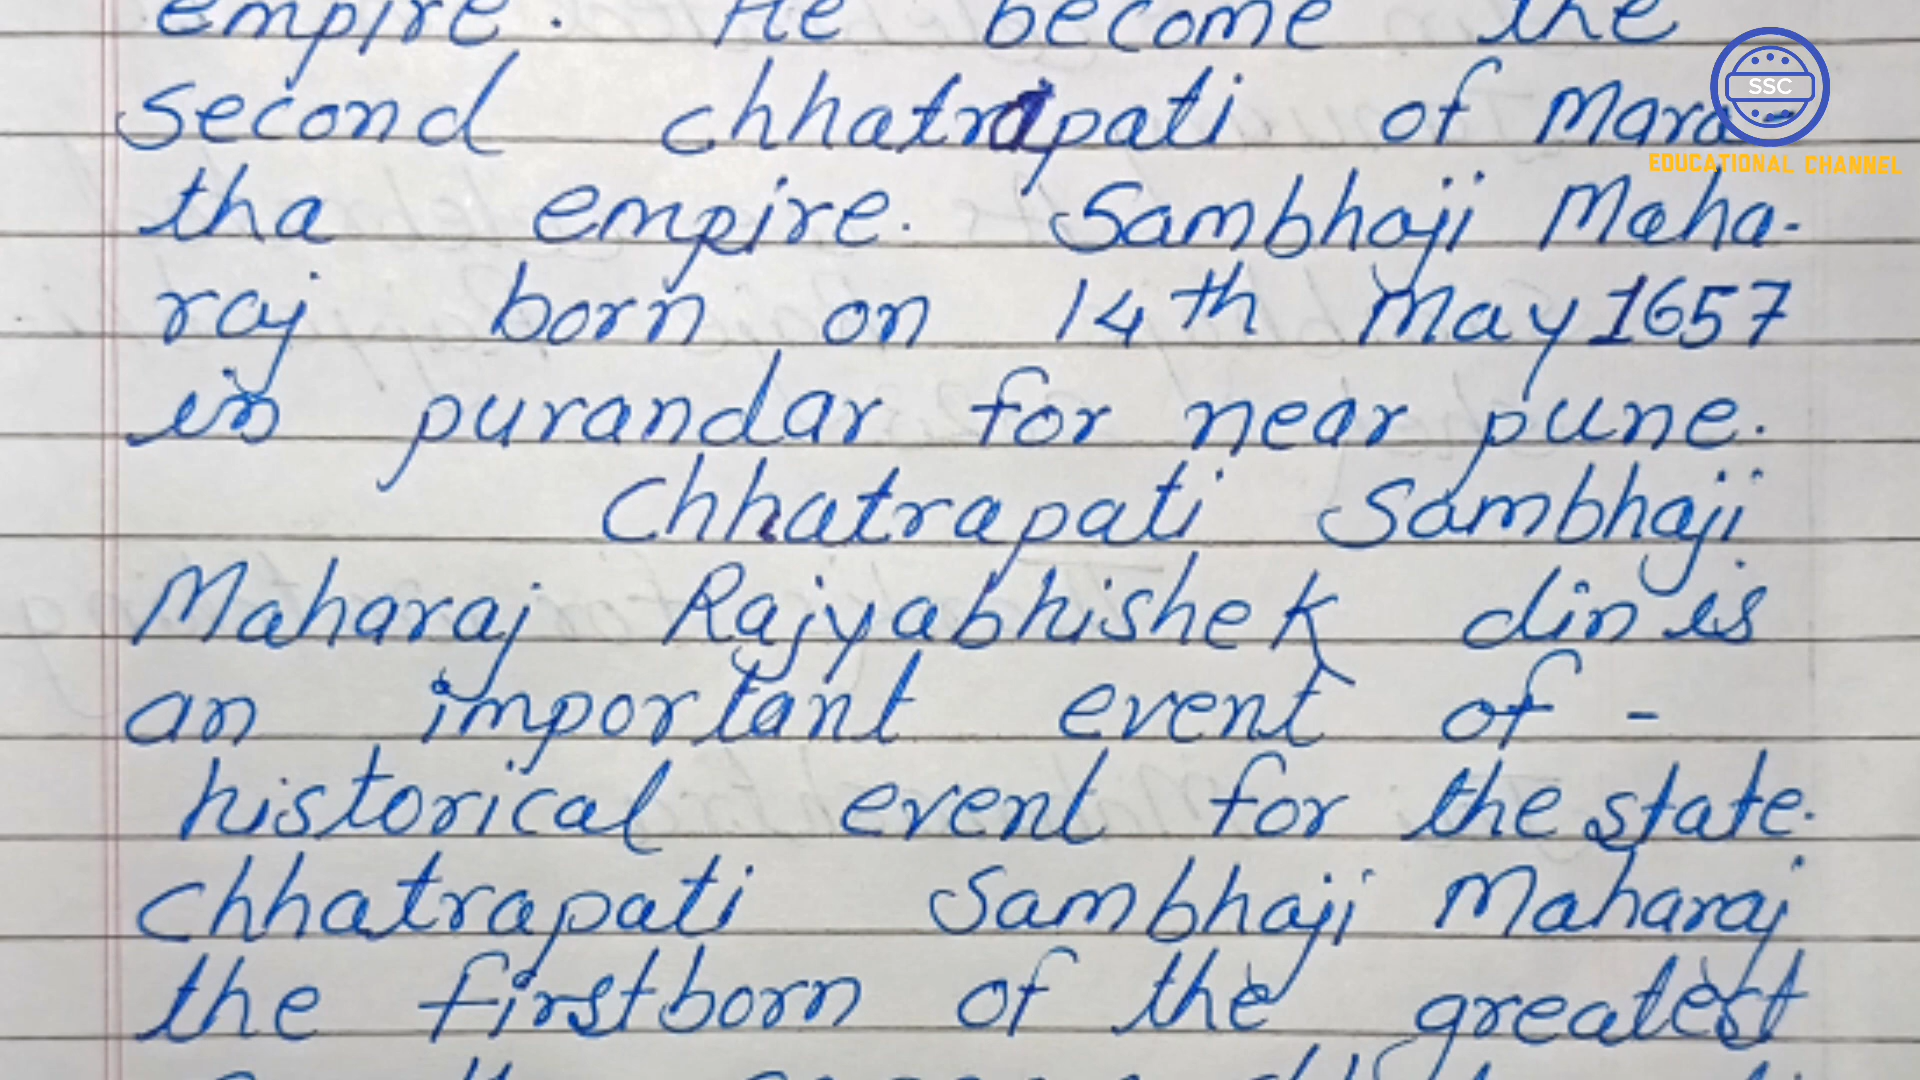 empire. He become the
second chhatrapati of Mara-
tha empire. Sambhaji Maha-
raj born on 14th May 1657
in purandar for near pune.
Chhatrapati Sambhaji
Maharaj Rajyabhishek din is
an important event of -
historical event for the state.
Chhatrapati Sambhaji Maharaj
the firstborn of the greatest
SSC
EDUCATIONAL CHANNEL